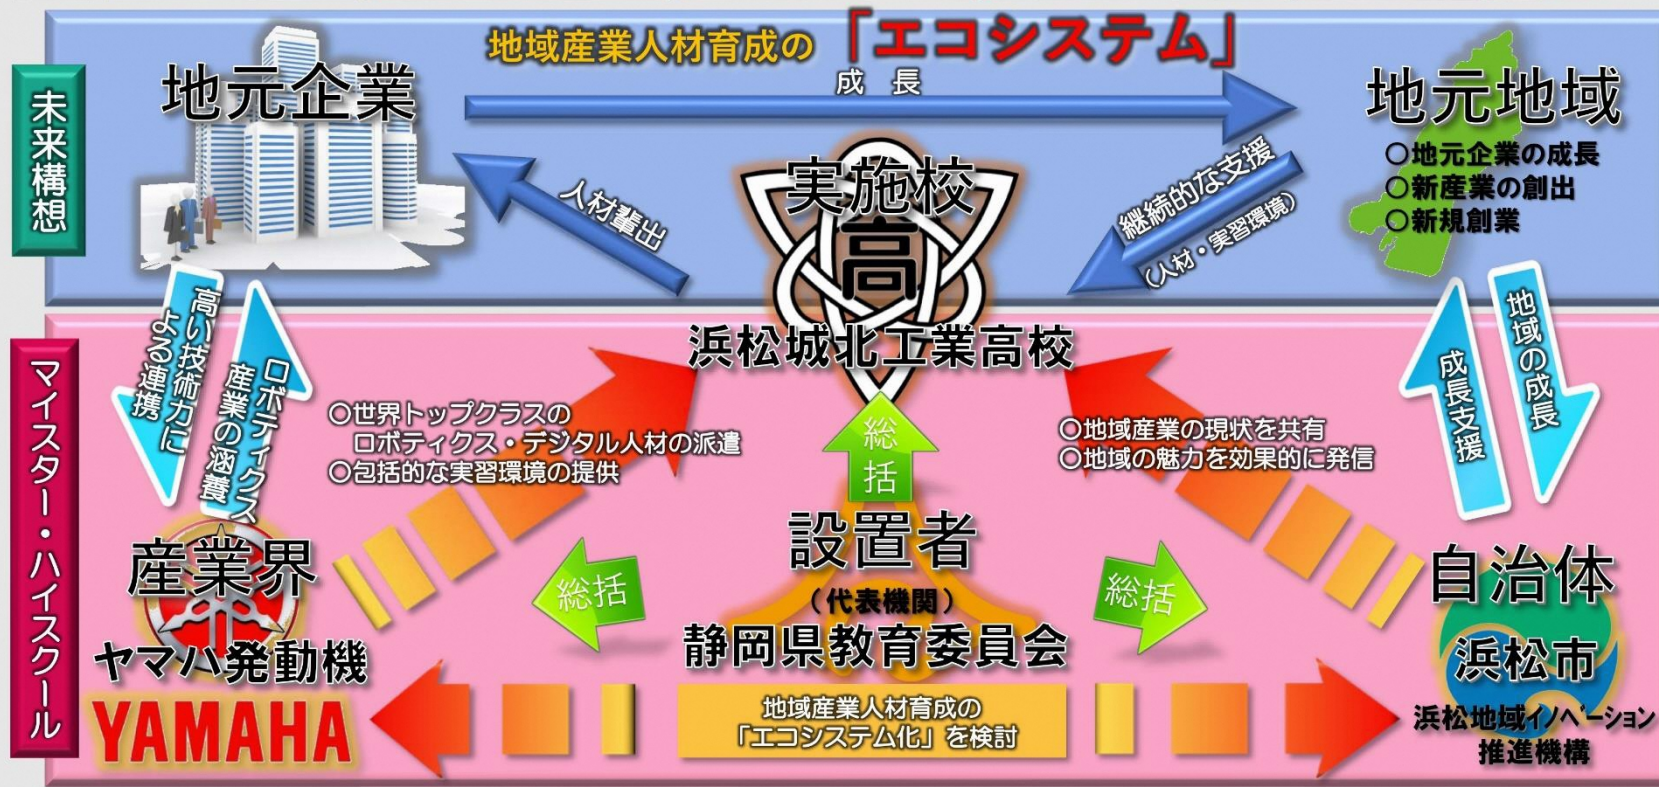 地域産業人材育成の「エコシステム」
未来構想
地元企業
成 長
地元地域
○地元企業の成長
○新産業の創出
○新規創業
人材輩出
実施校
高
浜松城北工業高校
継続的な支援
(人材・実習環境)
マイスター・ハイスクール
高い技術力に
よる連携
ロボティクス
産業の涵養
○世界トップクラスの
ロボティクス・デジタル人材の派遣
○包括的な実習環境の提供
総括
○地域産業の現状を共有
○地域の魅力を効果的に発信
成長支援
地域の成長
産業界
ヤマハ発動機
YAMAHA
総括
設置者
(代表機関)
静岡県教育委員会
総括
地域産業人材育成の
「エコシステム化」を検討
自治体
浜松市
浜松地域イノベーション
推進機構